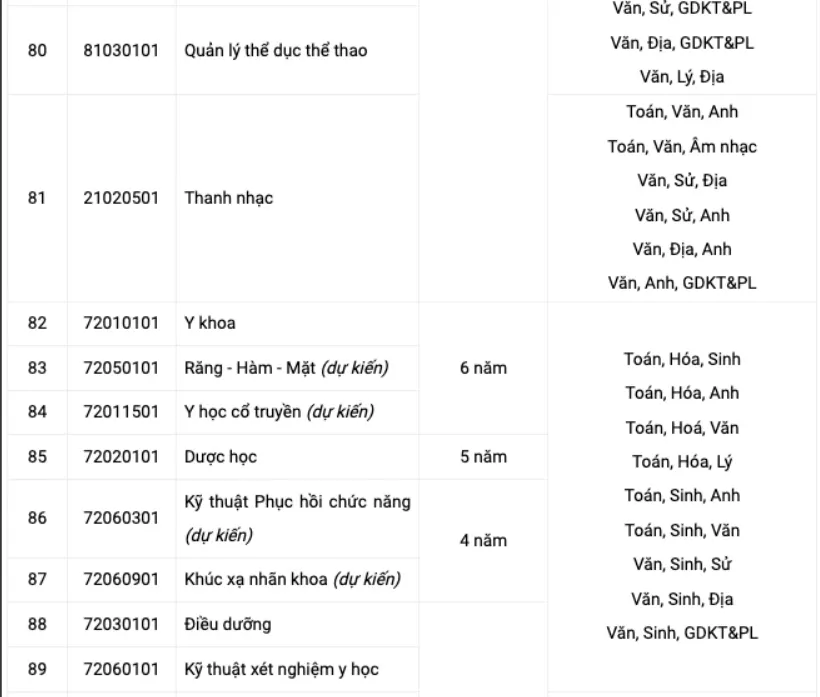 Văn, Sử, GDKT&PL
80 81030101 Quản lý thể dục thể thao
Văn, Địa, GDKT&PL
Văn, Lý, Địa
81 21020501 Thanh nhạc
Toán, Văn, Anh
Toán, Văn, Âm nhạc
Văn, Sử, Địa
Văn, Sử, Anh
Văn, Địa, Anh
Văn, Anh, GDKT&PL
82 72010101 Y khoa
83 72050101 Răng - Hàm - Mặt (dự kiến)
84 72011501 Y học cổ truyền (dự kiến)
6 năm
85 72020101 Dược học 5 năm
86 72060301 Kỹ thuật Phục hồi chức năng
(dự kiến)
87 72060901 Khúc xạ nhãn khoa (dự kiến)
4 năm
88 72030101 Điều dưỡng
89 72060101 Kỹ thuật xét nghiệm y học
Toán, Hóa, Sinh
Toán, Hóa, Anh
Toán, Hoá, Văn
Toán, Hóa, Lý
Toán, Sinh, Anh
Toán, Sinh, Văn
Văn, Sinh, Sử
Văn, Sinh, Địa
Văn, Sinh, GDKT&PL